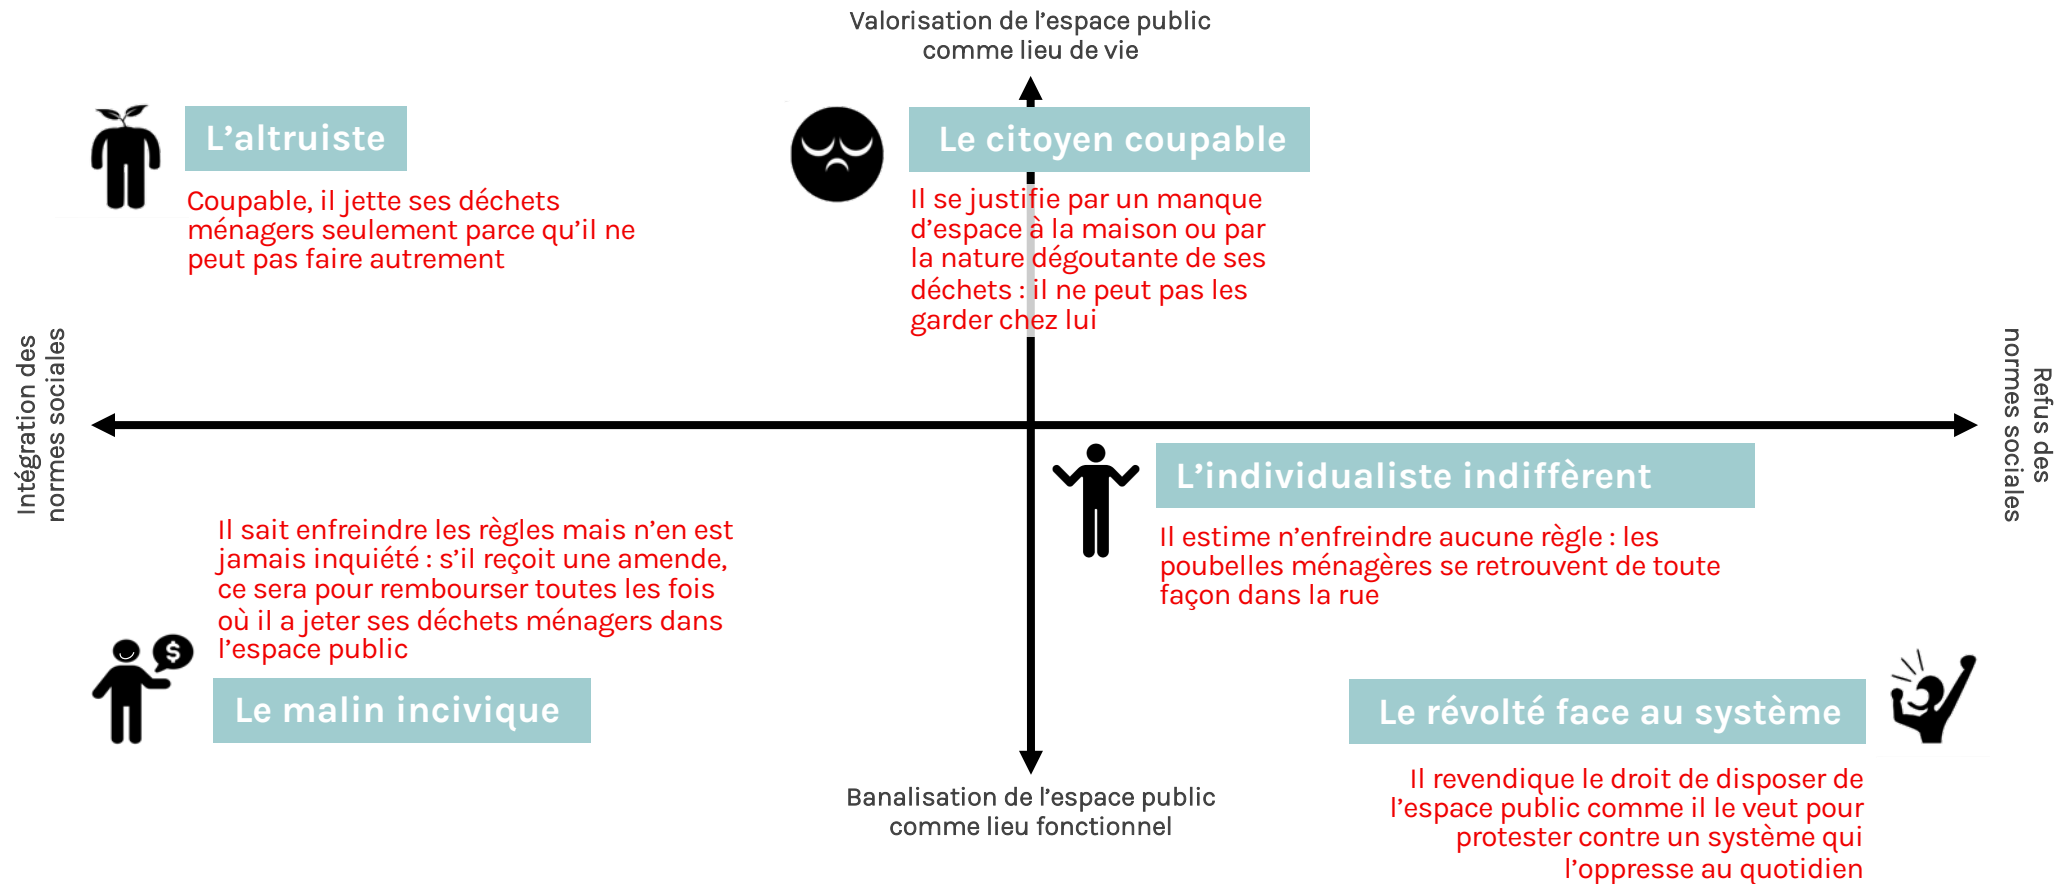 Valorisation de l’espace public
comme lieu de vie
L’altruiste
Coupable, il jette ses déchets
ménagers seulement parce qu’il ne
peut pas faire autrement
Le citoyen coupable
Il se justifie par un manque
d’espace à la maison ou par
la nature dégoutante de ses
déchets : il ne peut pas les
garder chez lui
Intégration des
normes sociales
Refus des
normes sociales
L’individualiste indiffèrent
Il estime n’enfreindre aucune règle : les
poubelles ménagères se retrouvent de toute
façon dans la rue
Il sait enfreindre les règles mais n’en est
jamais inquiété : s’il reçoit une amende,
ce sera pour rembourser toutes les fois
où il a jeter ses déchets ménagers dans
l’espace public
$
Le malin incivique
Le révolté face au système
Il revendique le droit de disposer de
l’espace public comme il le veut pour
protester contre un système qui
l’oppresse au quotidien
Banalisation de l’espace public
comme lieu fonctionnel